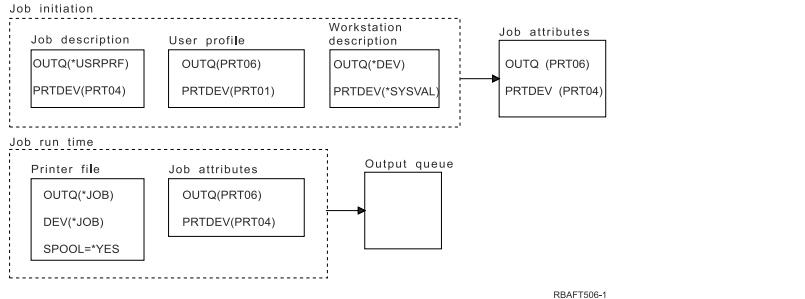 Job initiation
Job description
OUTQ(*USRPRF)
PRTDEV(PRT04)
User profile
OUTQ(PRT06)
PRTDEV(PRT01)
Workstation
description
OUTQ(*DEV)
PRTDEV(*SYSVAL)
Job attributes
OUTQ (PRT06)
PRTDEV (PRT04)
Job run time
Printer file
OUTQ(*JOB)
DEV(*JOB)
SPOOL=*YES
Job attributes
OUTQ(PRT06)
PRTDEV(PRT04)
Output queue
RBAFT506-1